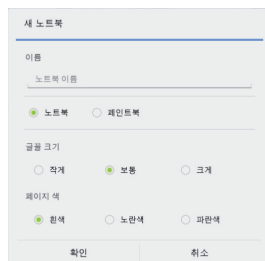 새 노트북
이름
노트북 이름
노트북 페인트북
글꼴 크기
작게 보통 크게
페이지 색
흰색 노란색 파란색
확인 취소